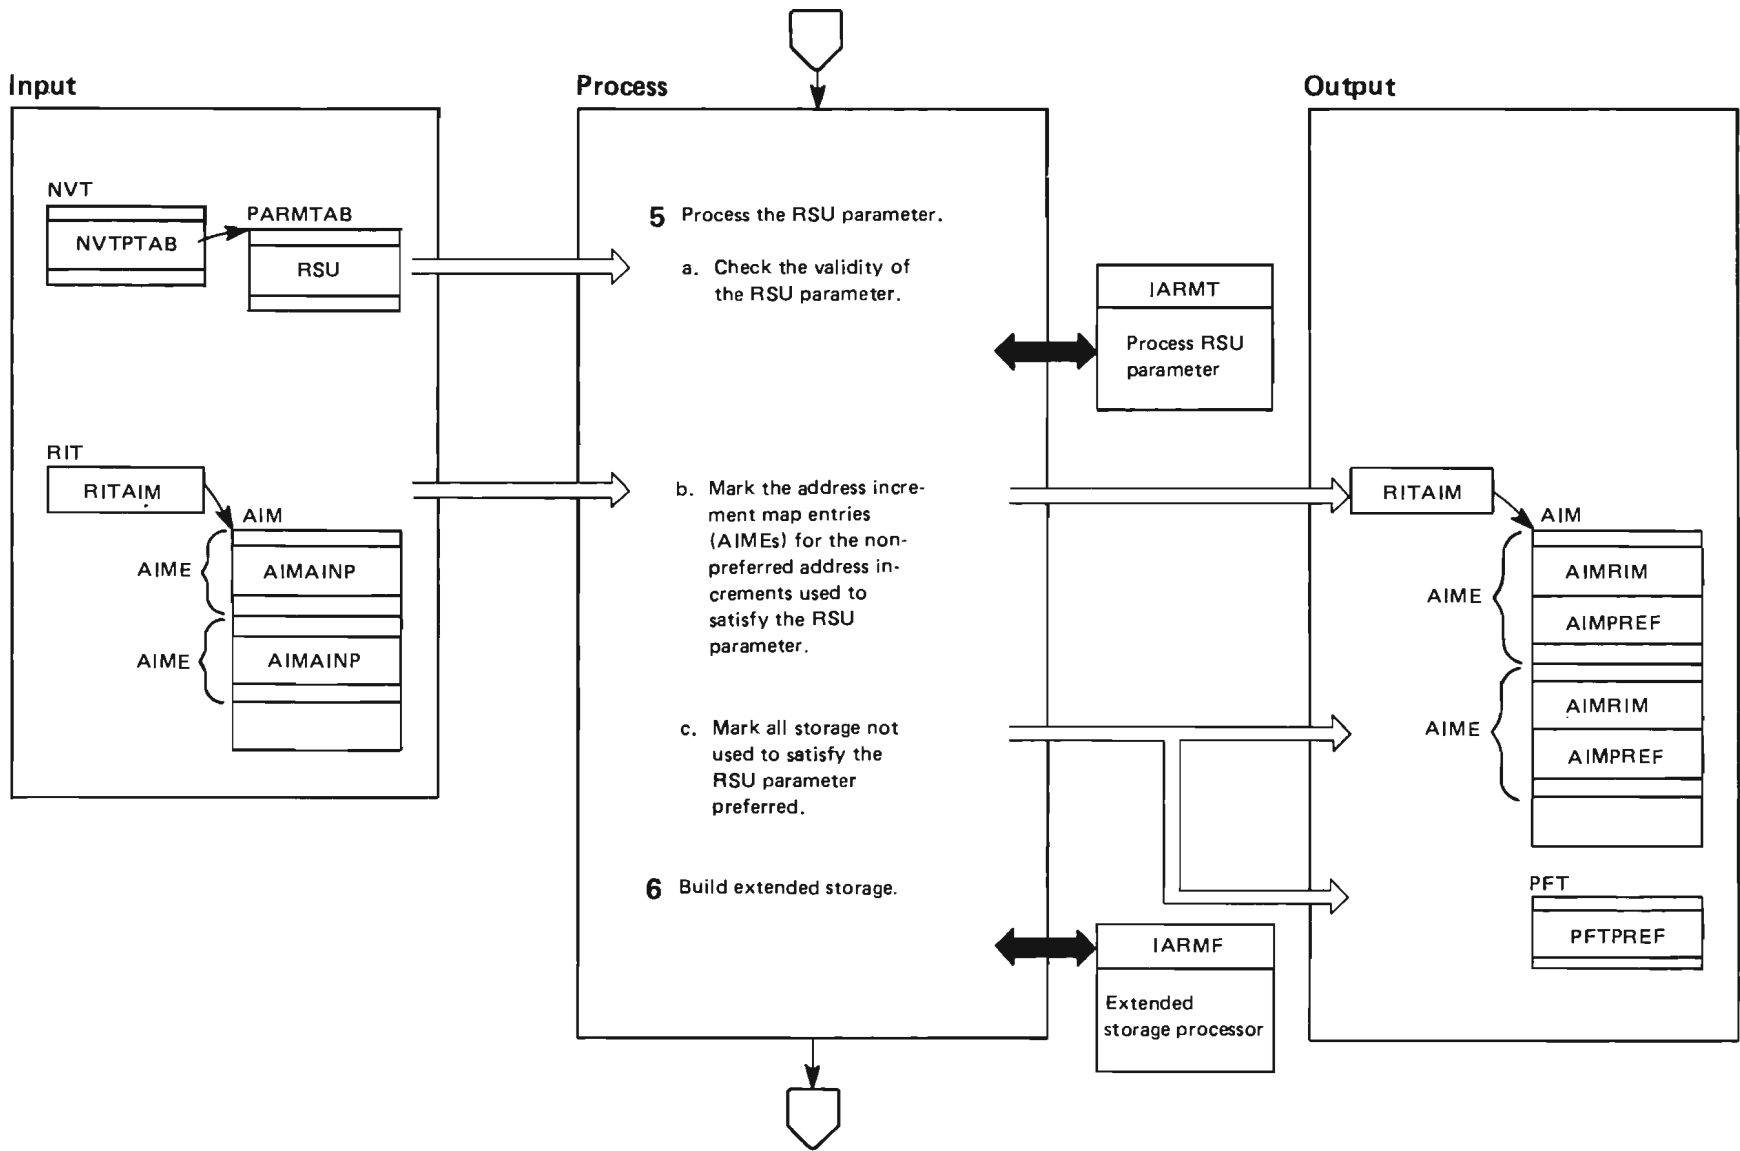 Input
Process
Output
NVT
NVTPTAB
PARMTAB
RSU
RIT
RITAIM
AIM
AIME
AIMAINP
AIME
AIMAINP
5 Process the RSU parameter.
a. Check the validity of
the RSU parameter.
IARMT
Process RSU
parameter
b. Mark the address incre-
ment map entries
(AIMEs) for the non-
preferred address in-
crements used to
satisfy the RSU
parameter.
c. Mark all storage not
used to satisfy the
RSU parameter
preferred.
6 Build extended storage.
IARMF
Extended
storage processor
RITAIM
AIM
AIME
AIMRIM
AIMPREF
AIME
AIMRIM
AIMPREF
PFT
PFTPREF